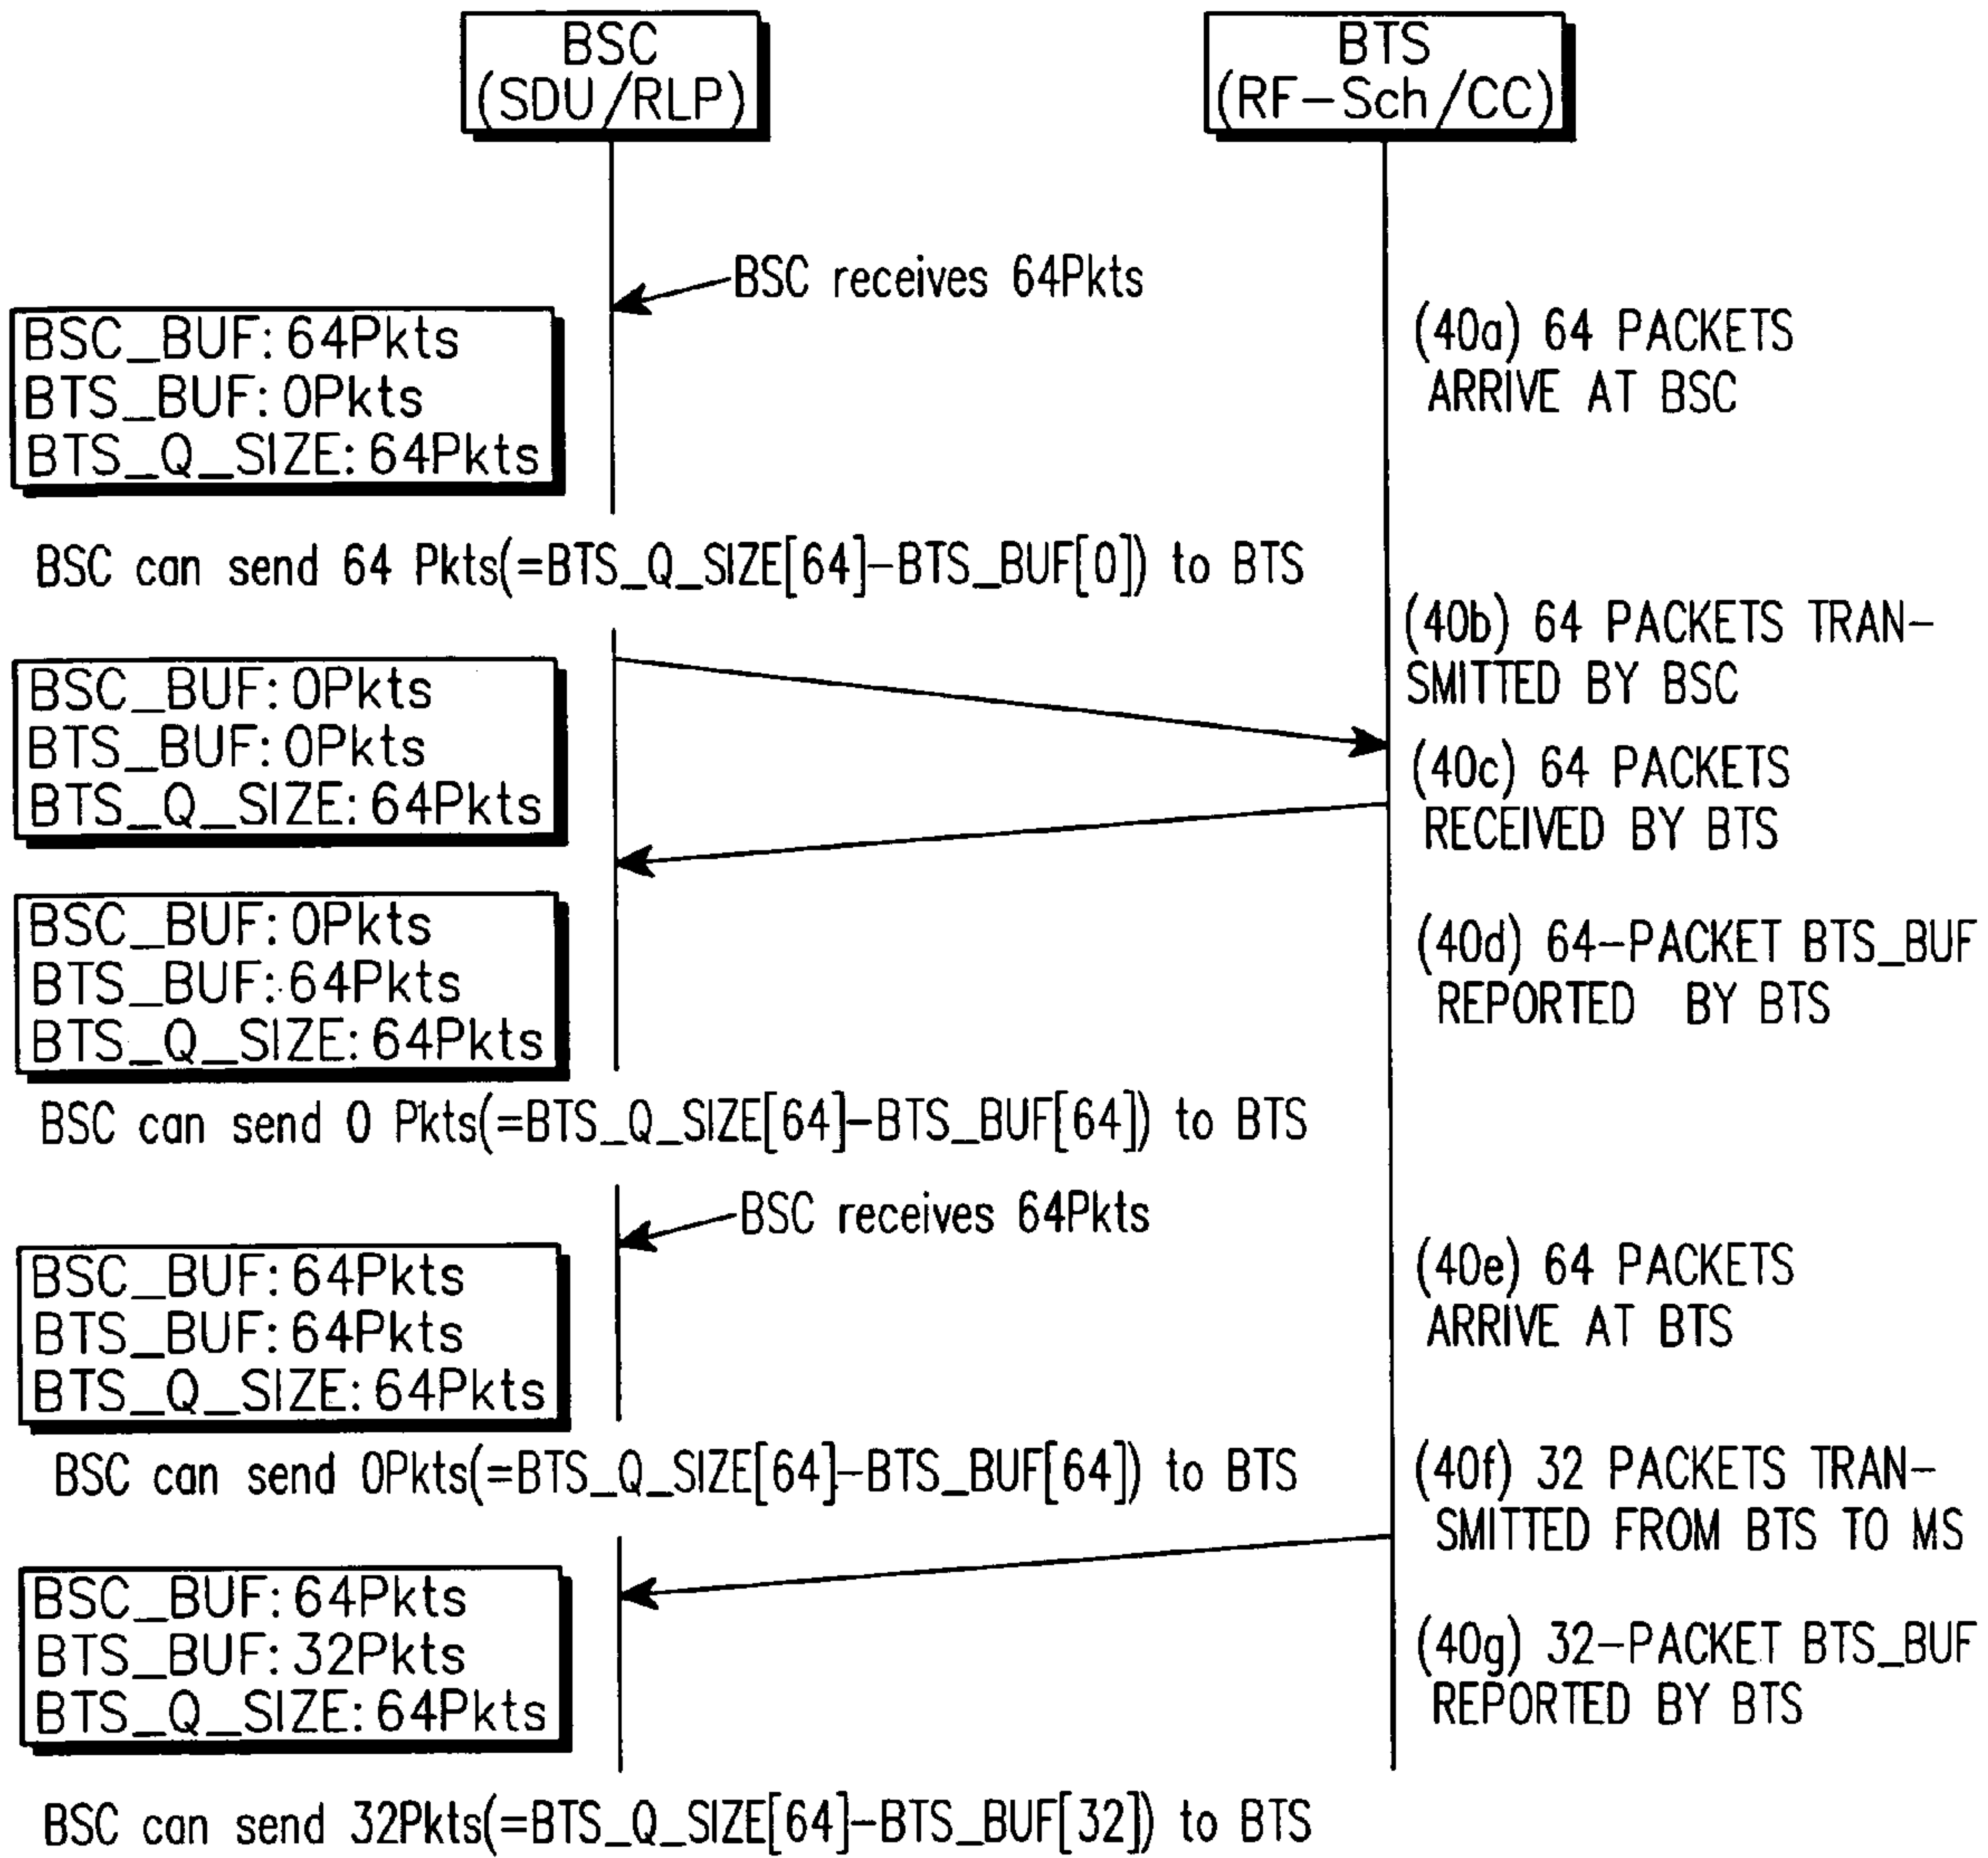 BSC
(SDU/RLP)
BTS
(RF-Sch/CC)
BSC receives 64Pkts
BSC_BUF: 64Pkts
BTS_BUF: 0Pkts
BTS_Q_SIZE: 64Pkts
(40a) 64 PACKETS
ARRIVE AT BSC
BSC can send 64 Pkts(=BTS_Q_SIZE[64]-BTS_BUF[0]) to BTS
(40b) 64 PACKETS TRAN-
SMITTED BY BSC
BSC_BUF: 0Pkts
BTS_BUF: 0Pkts
BTS_Q_SIZE: 64Pkts
(40c) 64 PACKETS
RECEIVED BY BTS
BSC_BUF: 0Pkts
BTS_BUF: 64Pkts
BTS_Q_SIZE: 64Pkts
(40d) 64-PACKET BTS_BUF
REPORTED BY BTS
BSC can send 0 Pkts(=BTS_Q_SIZE[64]-BTS_BUF[64]) to BTS
BSC receives 64Pkts
BSC_BUF: 64Pkts
BTS_BUF: 64Pkts
BTS_Q_SIZE: 64Pkts
(40e) 64 PACKETS
ARRIVE AT BTS
BSC can send 0Pkts(=BTS_Q_SIZE[64]-BTS_BUF[64]) to BTS
(40f) 32 PACKETS TRAN-
SMITTED FROM BTS TO MS
BSC_BUF: 64Pkts
BTS_BUF: 32Pkts
BTS_Q_SIZE: 64Pkts
(40g) 32-PACKET BTS_BUF
REPORTED BY BTS
BSC can send 32Pkts(=BTS_Q_SIZE[64]-BTS_BUF[32]) to BTS